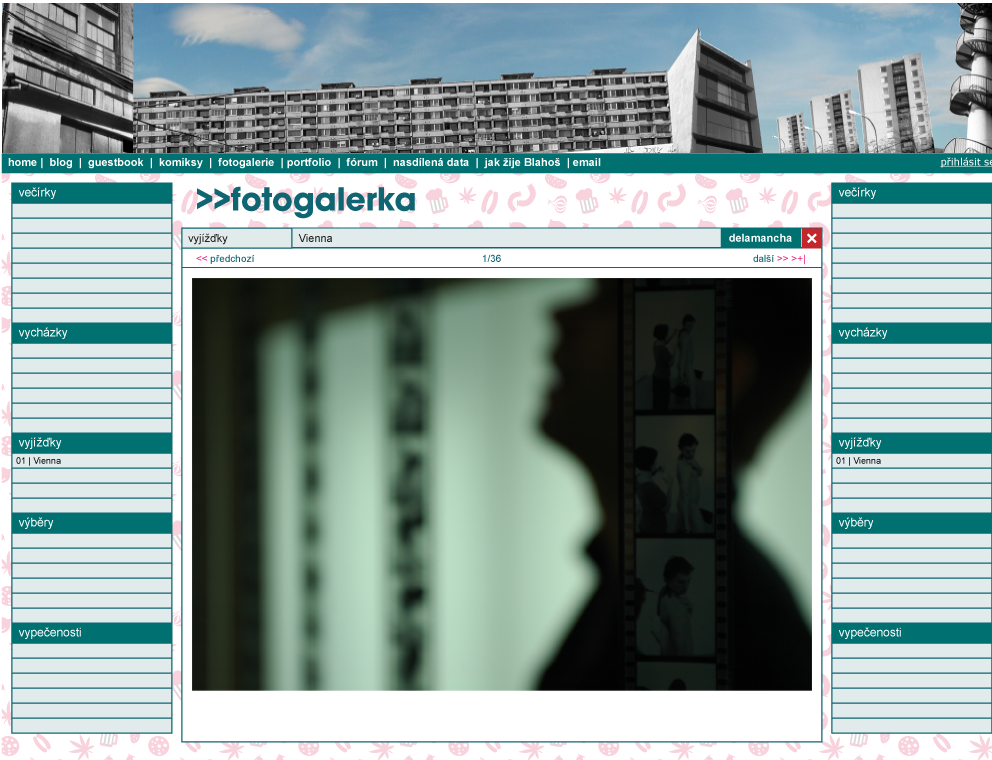 home | blog | guestbook | komiksy | fotogalerie | portfolio | fórum | nasdílená data | jak žije Blahoš | email
přihlásit se
večírky
vycházky
vyjížďky
01 | Vienna
výběry
vypečenosti
>>fotogalerka
vyjížďky Vienna delamancha
<< předchozí 1/36 další >> >+|
večírky
vycházky
vyjížďky
01 | Vienna
výběry
vypečenosti